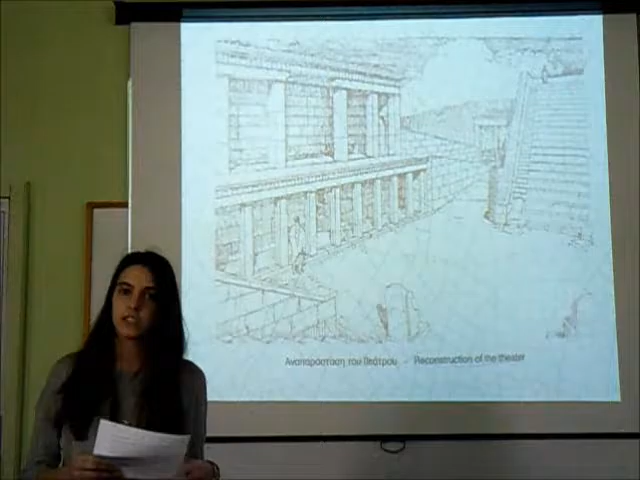 Αναπαράσταση του θεάτρου - Reconstruction of the theater